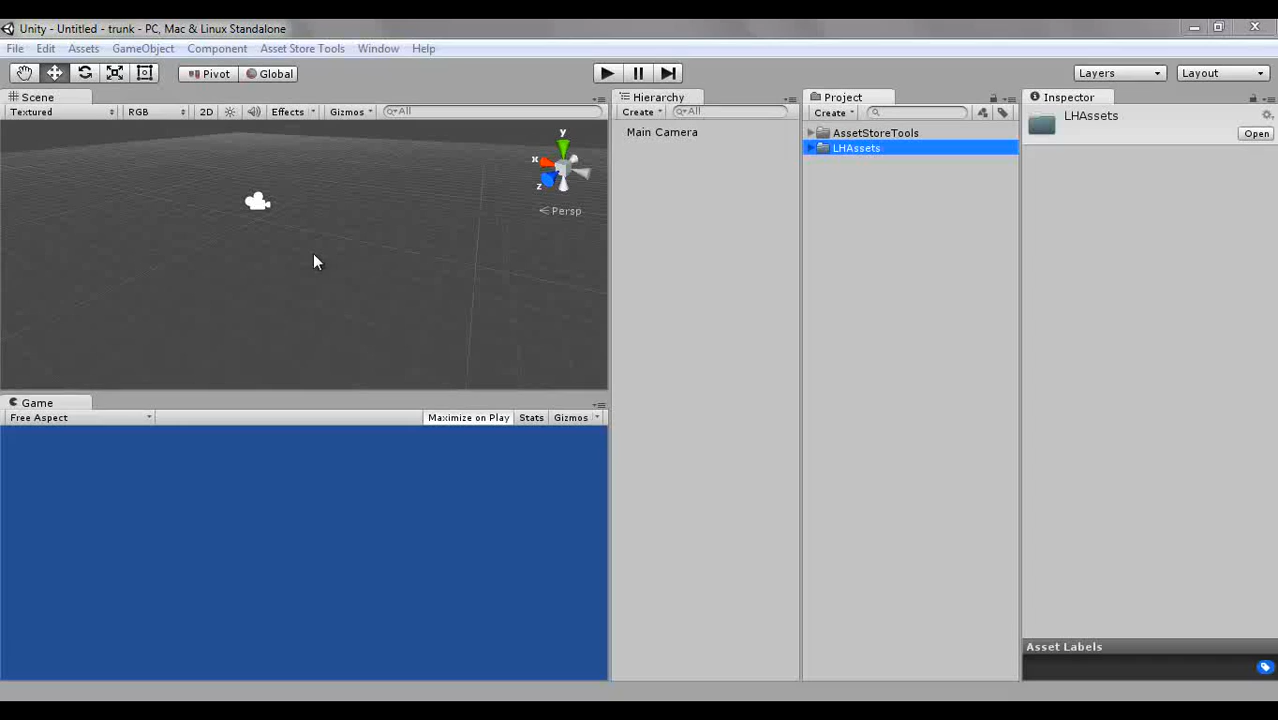 Unity - Untitled - trunk - PC, Mac & Linux Standalone
File Edit Assets GameObject Component Asset Store Tools Window Help
Pivot Global Layers Layout
Scene Hierarchy Project Inspector
Textured RGB 2D Effects Gizmos All Create All Create LHAssets
Open
Main Camera AssetStoreTools
LHAssets
y
x
z
Persp
Game
Free Aspect Maximize on Play Stats Gizmos
Asset Labels